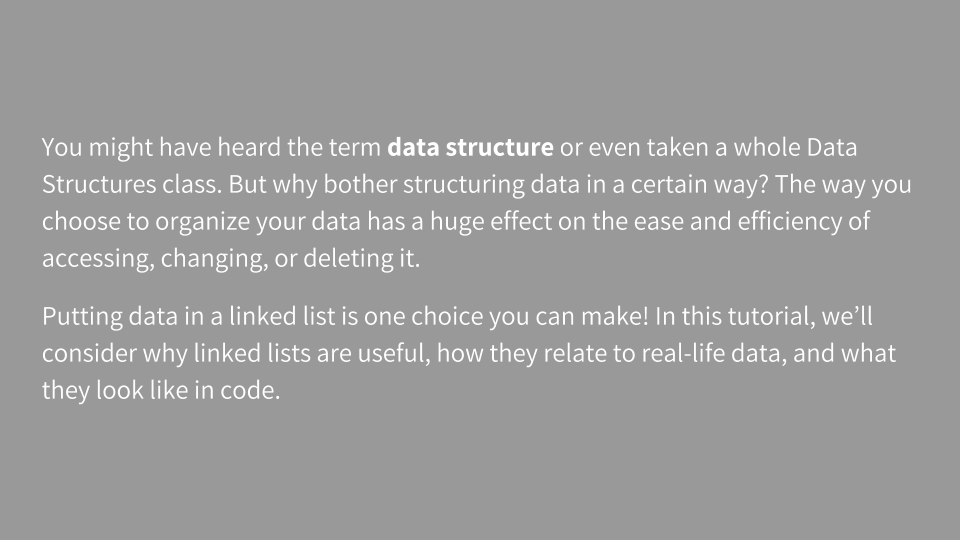 You might have heard the term data structure or even taken a whole Data
Structures class. But why bother structuring data in a certain way? The way you
choose to organize your data has a huge effect on the ease and efficiency of
accessing, changing, or deleting it.
Putting data in a linked list is one choice you can make! In this tutorial, we’ll
consider why linked lists are useful, how they relate to real-life data, and what
they look like in code.